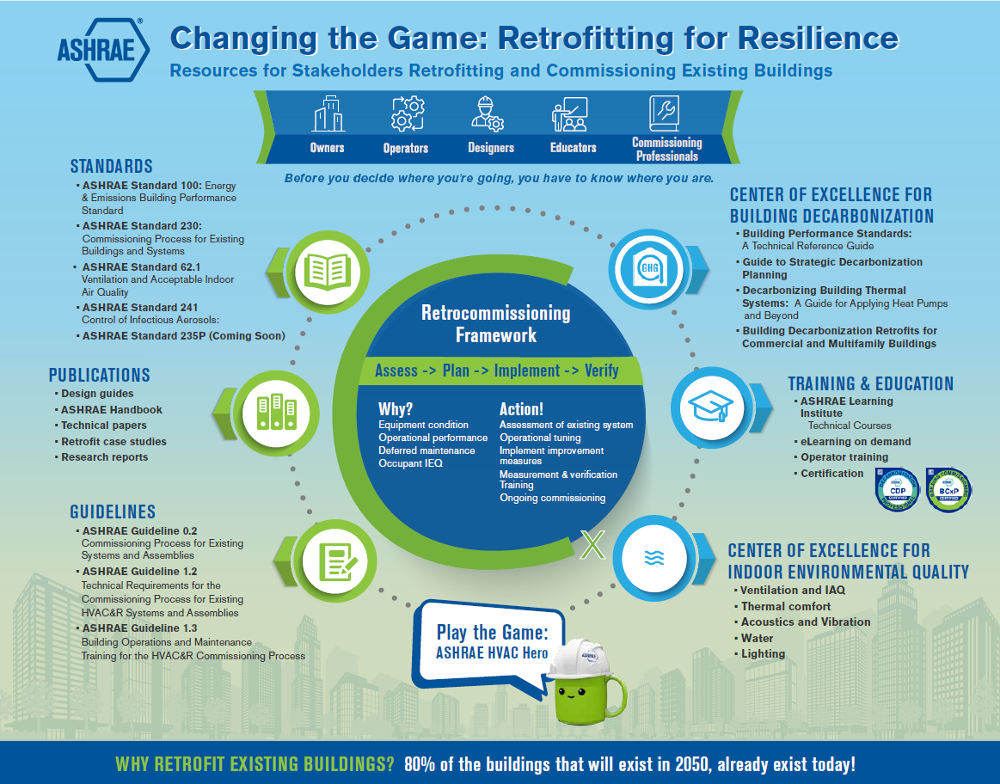 ASHRAE®
Changing the Game: Retrofitting for Resilience
Resources for Stakeholders Retrofitting and Commissioning Existing Buildings
Owners
Operators
Designers
Educators
Commissioning
Professionals
Before you decide where you're going, you have to know where you are.
STANDARDS
▪ ASHRAE Standard 100: Energy
& Emissions Building Performance
Standard
▪ ASHRAE Standard 230:
Commissioning Process for Existing
Buildings and Systems
▪ ASHRAE Standard 62.1
Ventilation and Acceptable Indoor
Air Quality
▪ ASHRAE Standard 241
Control of Infectious Aerosols:
▪ ASHRAE Standard 235P (Coming Soon)
PUBLICATIONS
▪ Design guides
▪ ASHRAE Handbook
▪ Technical papers
▪ Retrofit case studies
▪ Research reports
GUIDELINES
▪ ASHRAE Guideline 0.2
Commissioning Process for Existing
Systems and Assemblies
▪ ASHRAE Guideline 1.2
Technical Requirements for the
Commissioning Process for Existing
HVAC&R Systems and Assemblies
▪ ASHRAE Guideline 1.3
Building Operations and Maintenance
Training for the HVAC&R Commissioning Process
Retrocommissioning
Framework
Assess -> Plan -> Implement -> Verify
Why?
Equipment condition
Operational performance
Deferred maintenance
Occupant IEQ
Action!
Assessment of existing system
Operational tuning
Implement improvement
measures
Measurement & verification
Training
Ongoing commissioning
X
GHG
CENTER OF EXCELLENCE FOR
BUILDING DECARBONIZATION
▪ Building Performance Standards:
A Technical Reference Guide
▪ Guide to Strategic Decarbonization
Planning
▪ Decarbonizing Building Thermal
Systems: A Guide for Applying Heat Pumps
and Beyond
▪ Building Decarbonization Retrofits for
Commercial and Multifamily Buildings
TRAINING & EDUCATION
▪ ASHRAE Learning
Institute
Technical Courses
▪ eLearning on demand
▪ Operator training
▪ Certification
CDP
CERTIFIED
PROFESSIONAL
BUILDING COMMISSIONING
BCxP
CERTIFIED
CENTER OF EXCELLENCE FOR
INDOOR ENVIRONMENTAL QUALITY
▪ Ventilation and IAQ
▪ Thermal comfort
▪ Acoustics and Vibration
▪ Water
▪ Lighting
Play the Game:
ASHRAE HVAC Hero
ASHRAE
WHY RETROFIT EXISTING BUILDINGS? 80% of the buildings that will exist in 2050, already exist today!